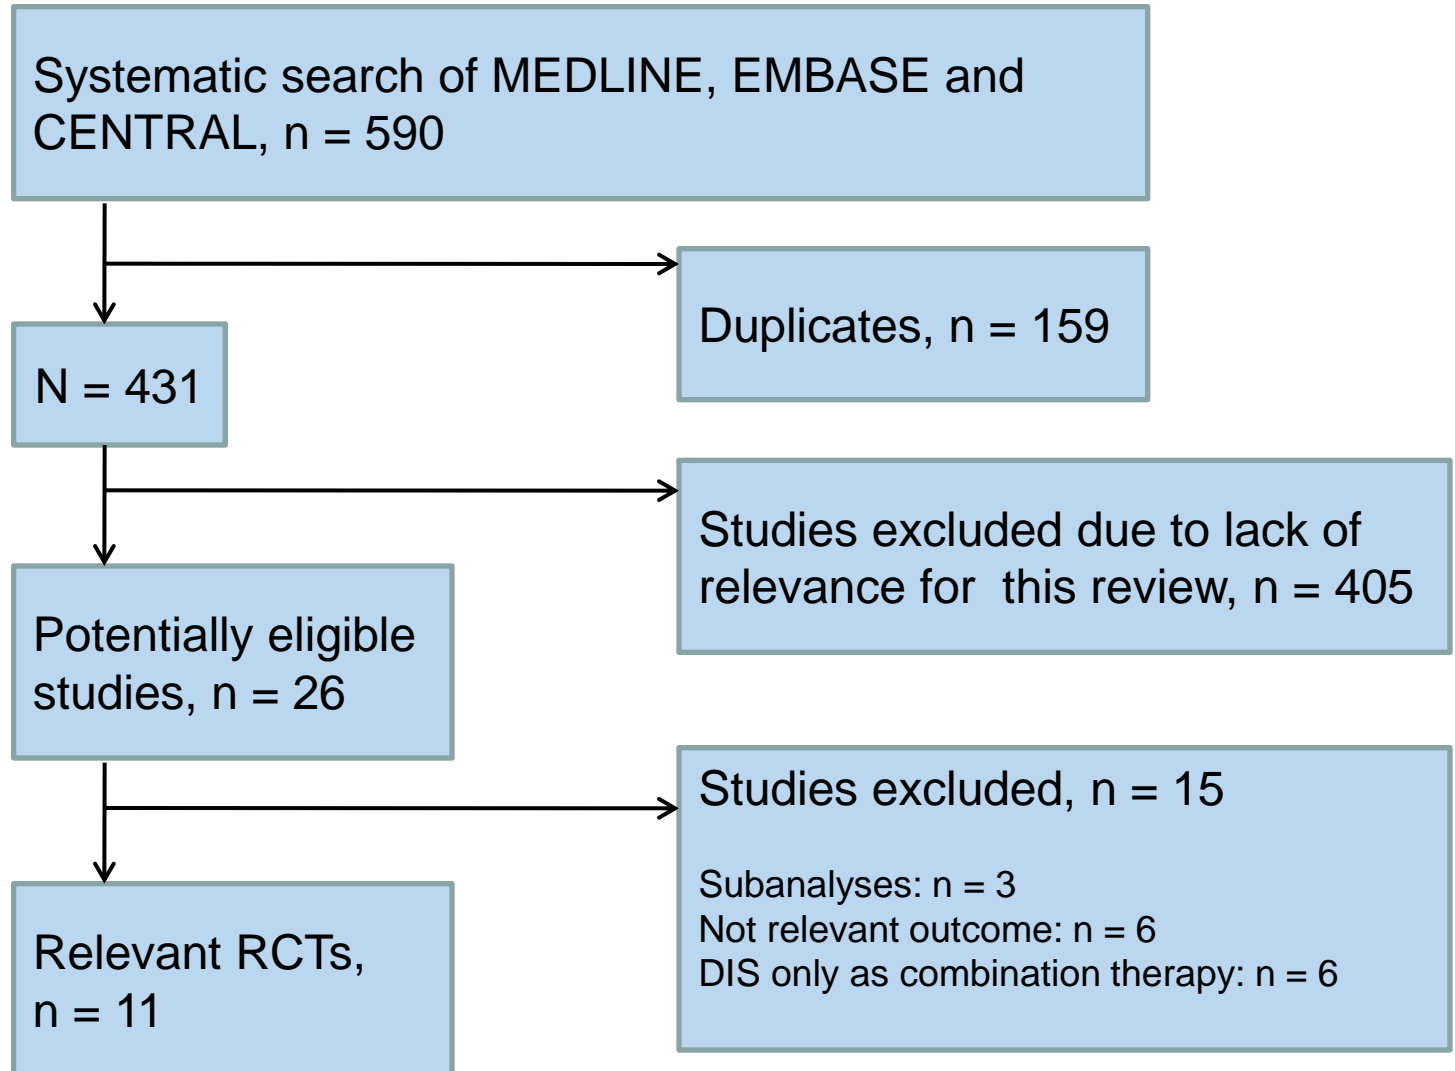 Systematic search of MEDLINE, EMBASE and
CENTRAL, n = 590
Duplicates, n = 159
N = 431
Studies excluded due to lack of
relevance for  this review, n = 405
Potentially eligible
studies, n = 26
Studies excluded, n = 15
Subanalyses: n = 3
Not relevant outcome: n = 6
DIS only as combination therapy: n = 6
Relevant RCTs,
n = 11